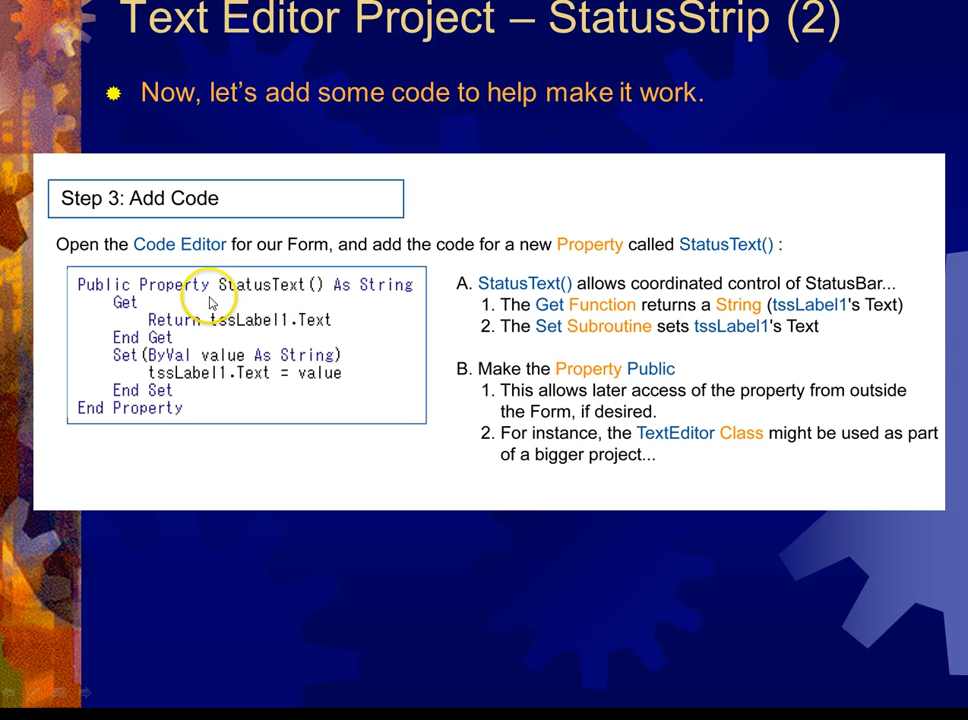 Text Editor Project – StatusStrip (2)
Now, let's add some code to help make it work.
Step 3: Add Code
Open the Code Editor for our Form, and add the code for a new Property called StatusText() :
Public Property StatusText() As String
Get
Return tssLabel1.Text
End Get
Set(ByVal value As String)
tssLabel1.Text = value
End Set
End Property
A. StatusText() allows coordinated control of StatusBar...
1. The Get Function returns a String (tssLabel1's Text)
2. The Set Subroutine sets tssLabel1's Text
B. Make the Property Public
1. This allows later access of the property from outside
the Form, if desired.
2. For instance, the TextEditor Class might be used as part
of a bigger project...